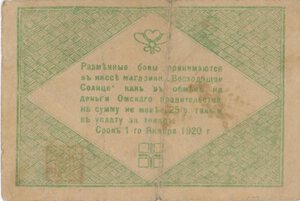 Размѣнные боны принимаются
въ кассѣ магазина „Восходящее
Солнце" какъ въ обмѣнъ на
деньги Омскаго правительства
на сумму не менѣе 25 р. такъ и
въ уплату за товаръ.
Срокъ 1-го Января 1920 г